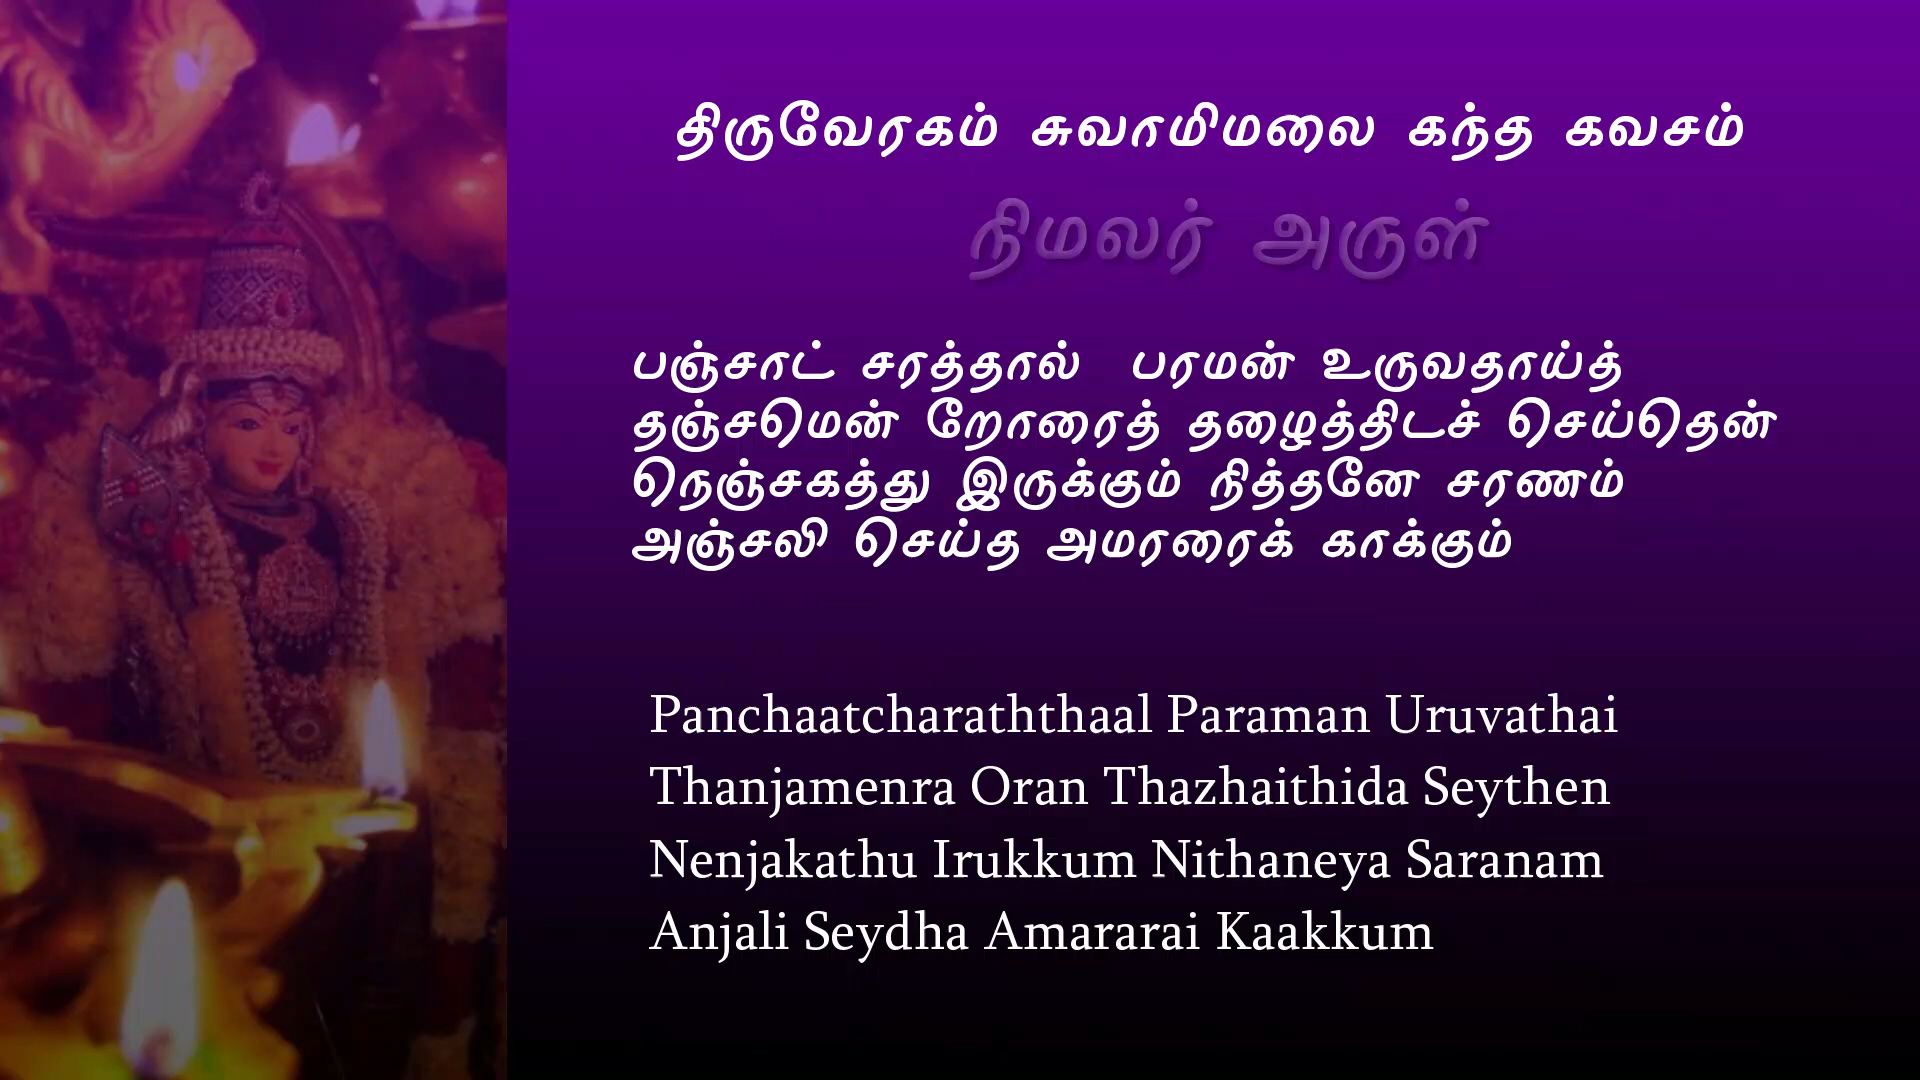 திருவேரகம் சுவாமிமலை கந்த கவசம்
நிமலர் அருள்
பஞ்சாட் சரத்தால் பரமன் உருவதாய்த்
தஞ்சமென் றோரைத் தழைத்திடச் செய்தென்
நெஞ்சகத்து இருக்கும் நித்தனே சரணம்
அஞ்சலி செய்த அமரரைக் காக்கும்
Panchaatcharaththaal Paraman Uruvathai
Thanjamenra Oran Thazhaithida Seythen
Nenjakathu Irukkum Nithaneya Saranam
Anjali Seydha Amararai Kaakkum